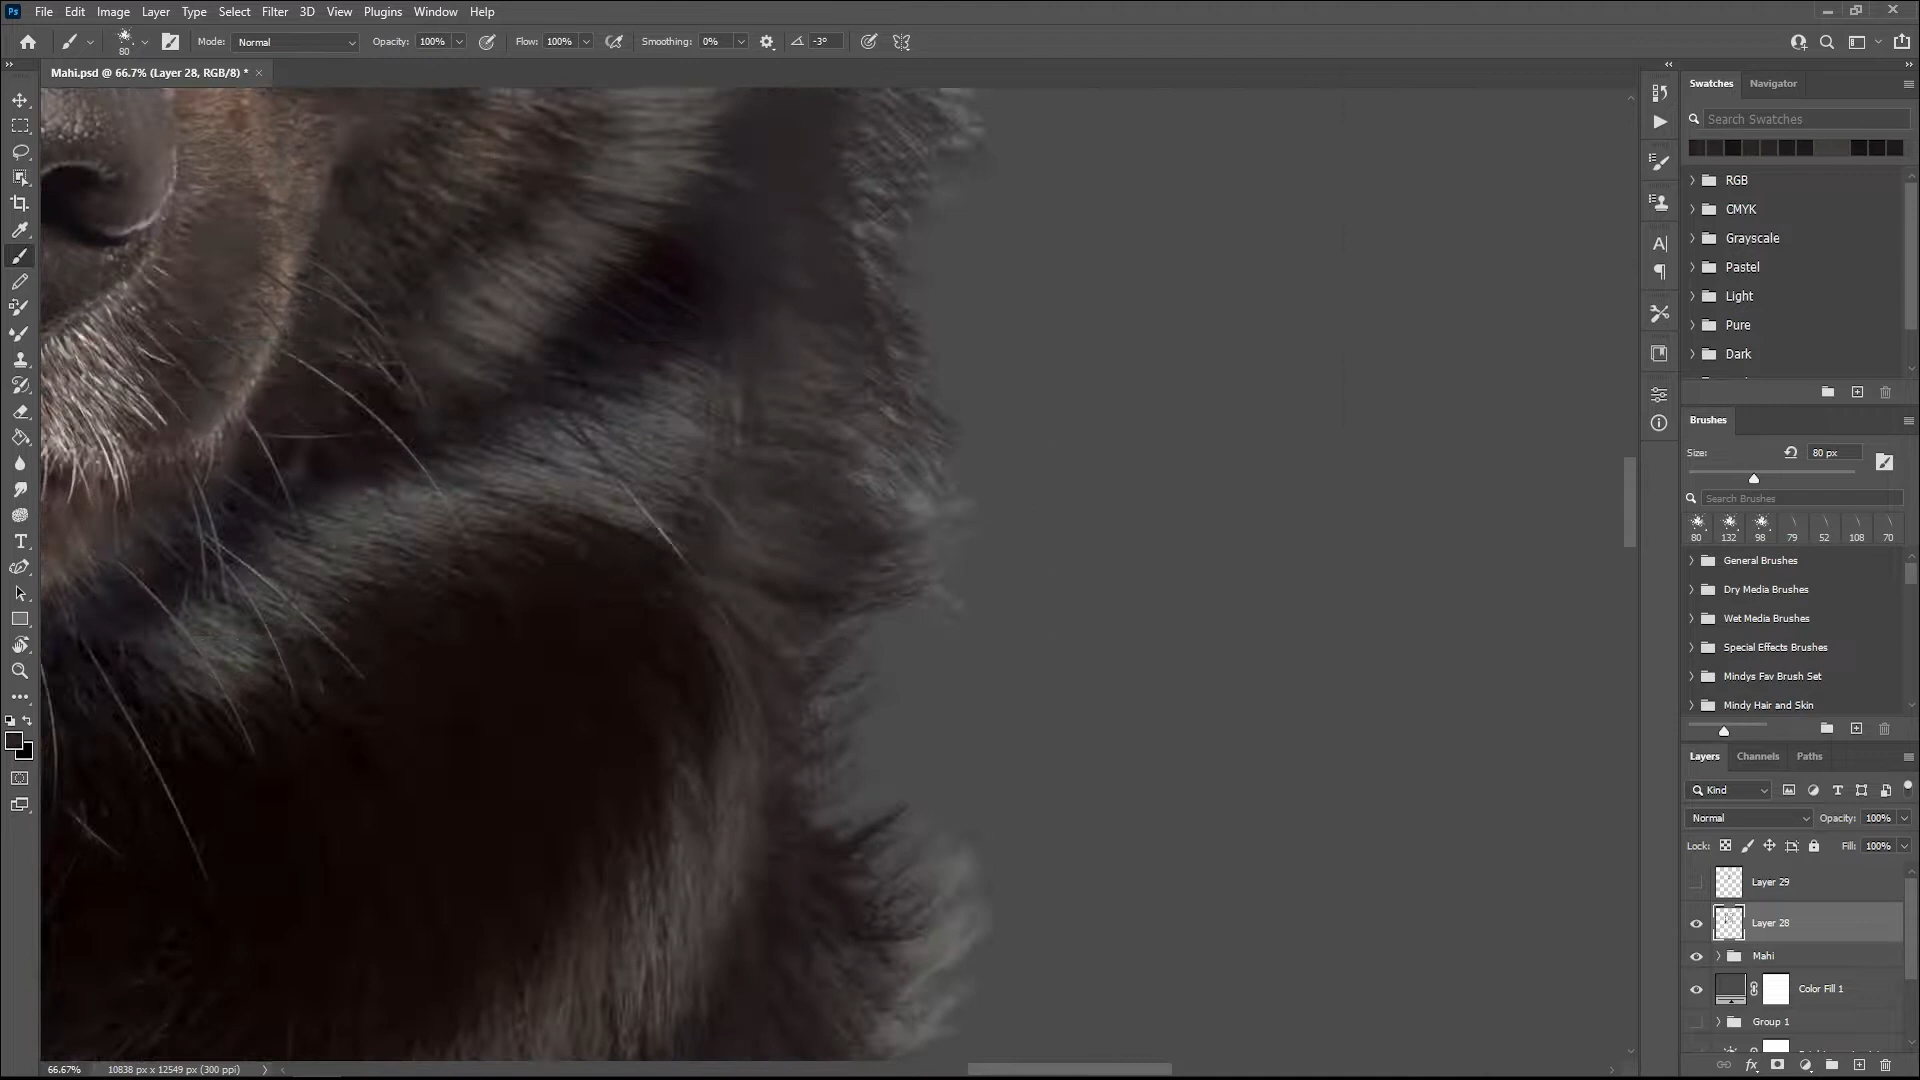 Ps File Edit Image Layer Type Select Filter 3D View Plugins Window Help
80 Mode: Normal Opacity: 100% Flow: 100% Smoothing: 0% -3°
Mahi.psd @ 66.7% (Layer 28, RGB/8) *
Swatches Navigator
Search Swatches
RGB
CMYK
Grayscale
Pastel
Light
Pure
Dark
Brushes
Size: 80 px
Search Brushes
80 132 98 79 52 108 70
General Brushes
Dry Media Brushes
Wet Media Brushes
Special Effects Brushes
Mindys Fav Brush Set
Mindy Hair and Skin
Layers Channels Paths
Kind
Normal Opacity: 100%
Lock: Fill: 100%
Layer 29
Layer 28
Mahi
Color Fill 1
Group 1
66.67% 10838 px x 12549 px (300 ppi)